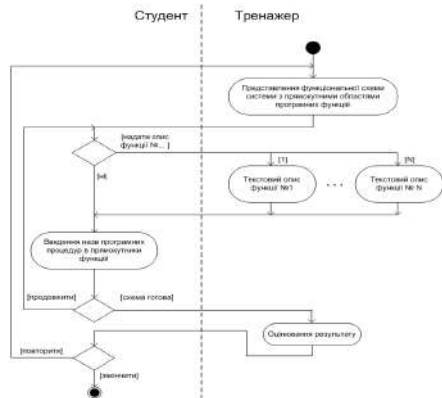 Студент
Тренажер
Представлення функціональної схеми
системи з прямокутними областями
програмних функцій
[надати опис
функції №... ]
[1]
[N]
[ні]
Текстовий опис
функції №1
. . .
Текстовий опис
функції № N
Введення назв програмних
процедур в прямокутники
функцій
[продовжити]
[схема готова]
Оцінювання результату
[повторити]
[закінчити]